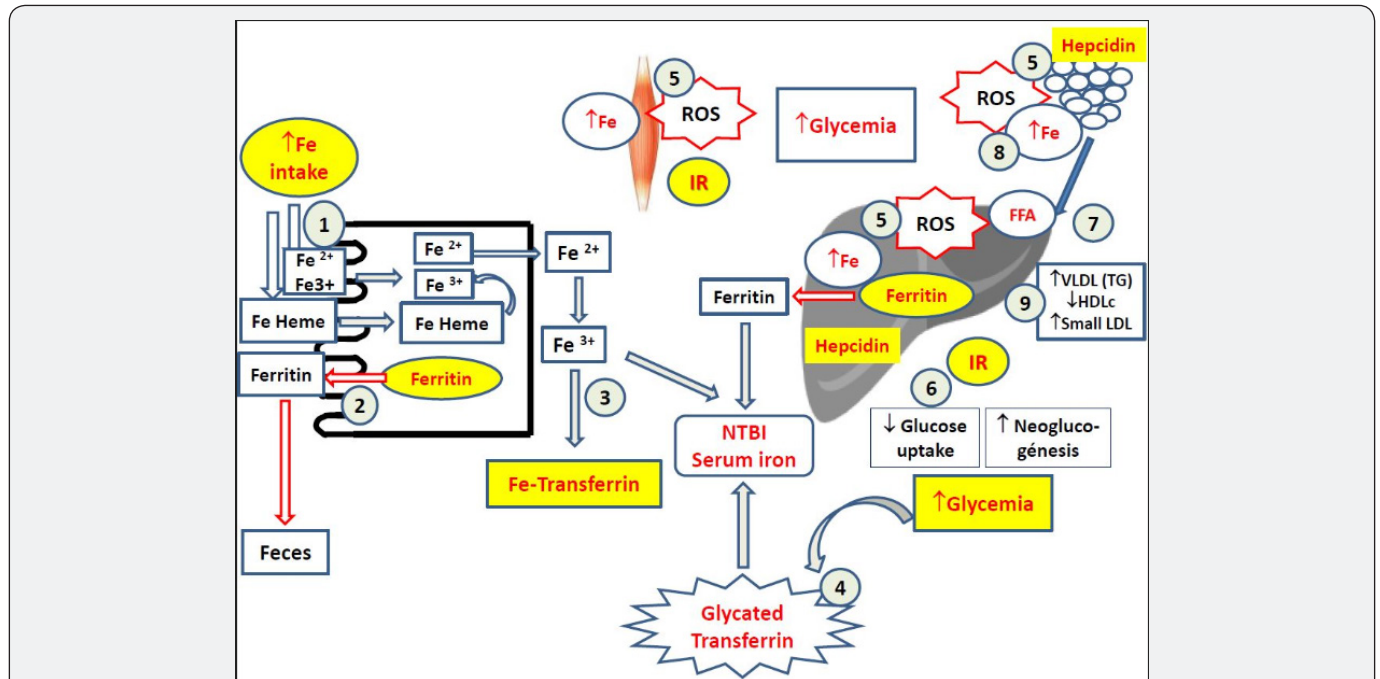 ↑Fe
intake
1
Fe 2+
Fe3+
Fe Heme
Ferritin
Feces
2
Fe 2+
Fe 3+
Fe Heme
Ferritin
Fe 2+
Fe 3+
3
Fe-Transferrin
↑Fe
5
ROS
IR
↑Glycemia
Hepcidin
5
ROS
↑Fe
8
5
ROS
FFA
7
↑Fe
Ferritin
Ferritin
Hepcidin
9
↑VLDL (TG)
↓HDLc
↑Small LDL
IR
6
↓ Glucose
uptake
↑ Neogluco-
génesis
NTBI
Serum iron
↑Glycemia
4
Glycated
Transferrin